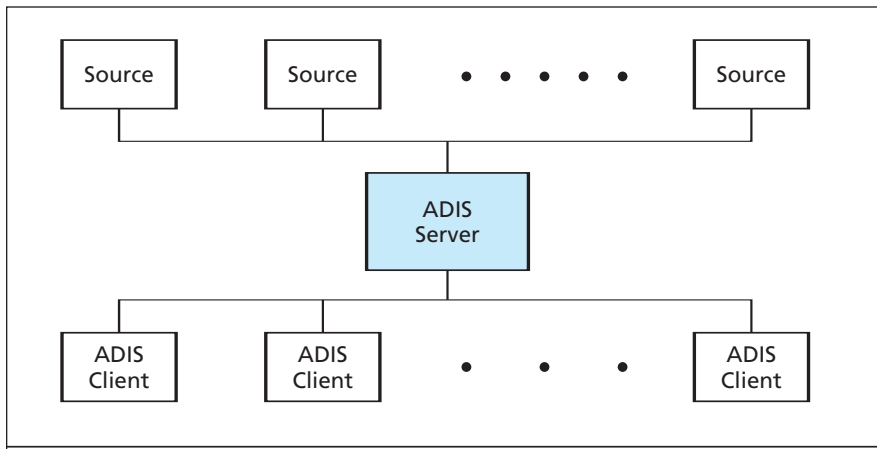 Source
Source
Source
ADIS
Server
ADIS
Client
ADIS
Client
ADIS
Client